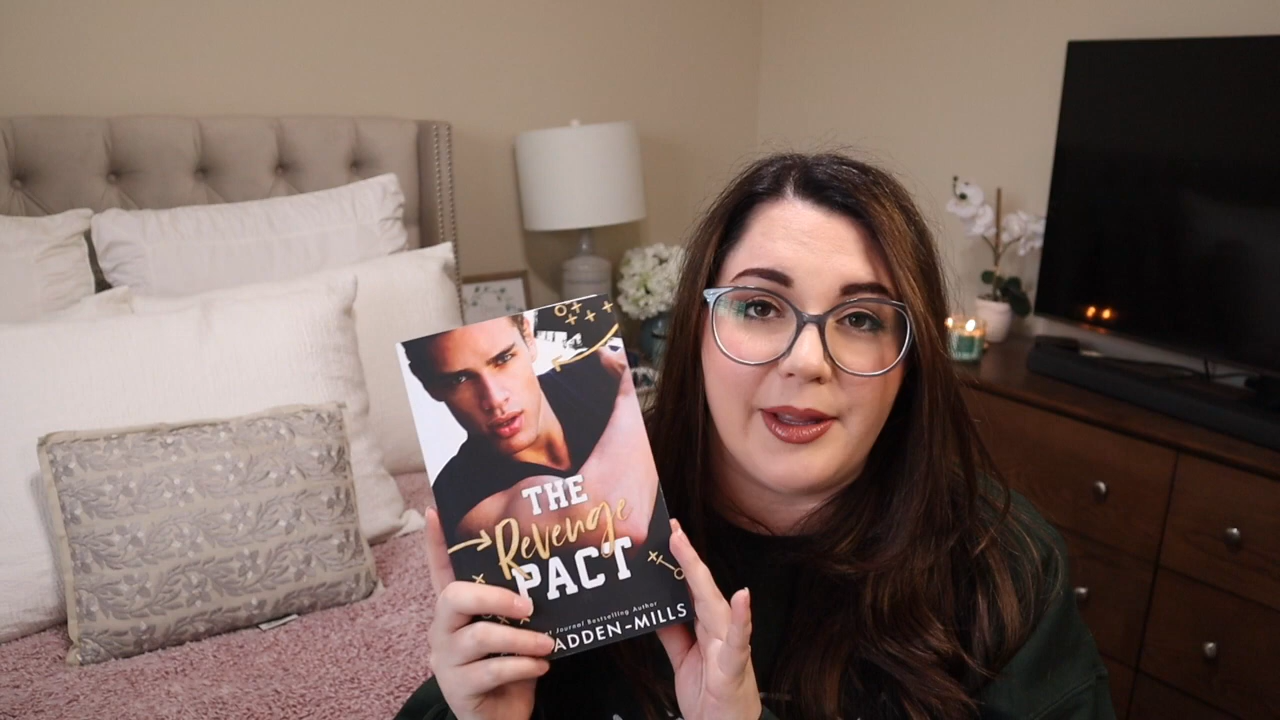 THE
Revenge
PACT
Journal Bestselling Author
ADDEN-MILLS